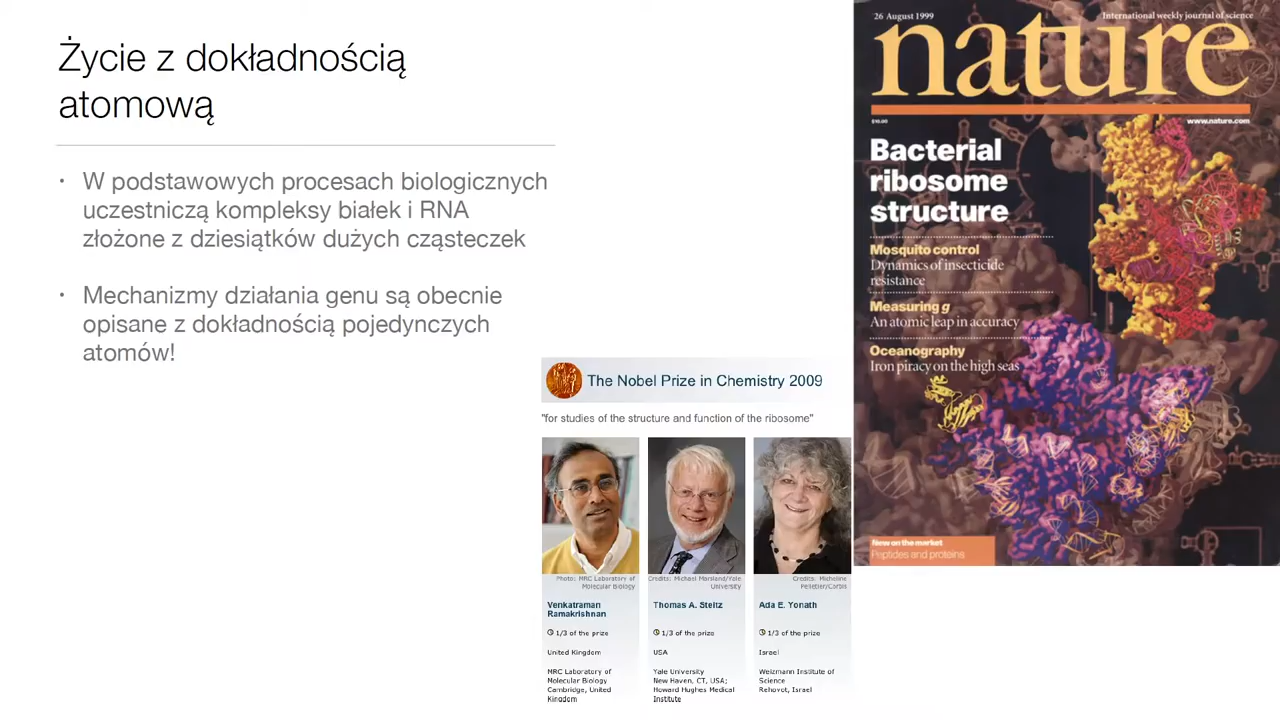 Życie z dokładnością
atomową
• W podstawowych procesach biologicznych
uczestniczą kompleksy białek i RNA
złożone z dziesiątków dużych cząsteczek
• Mechanizmy działania genu są obecnie
opisane z dokładnością pojedynczych
atomów!
The Nobel Prize in Chemistry 2009
"for studies of the structure and function of the ribosome"
Photo: MRC Laboratory of
Molecular Biology
Venkatraman
Ramakrishnan
1/3 of the prize
United Kingdom
MRC Laboratory of
Molecular Biology
Cambridge, United
Kingdom
Credits: Michael Marsland/Yale
University
Thomas A. Steitz
1/3 of the prize
USA
Yale University
New Haven, CT, USA;
Howard Hughes Medical
Institute
Credits: Micheline
Pelletier/Corbis
Ada E. Yonath
1/3 of the prize
Israel
Weizmann Institute of
Science
Rehovot, Israel
26 August 1999
International weekly journal of science
nature
$10.00
www.nature.com
Bacterial
ribosome
structure
Mosquito control
Dynamics of insecticide
resistance
Measuring g
An atomic leap in accuracy
Oceanography
Iron piracy on the high seas
New on the market
Peptides and proteins